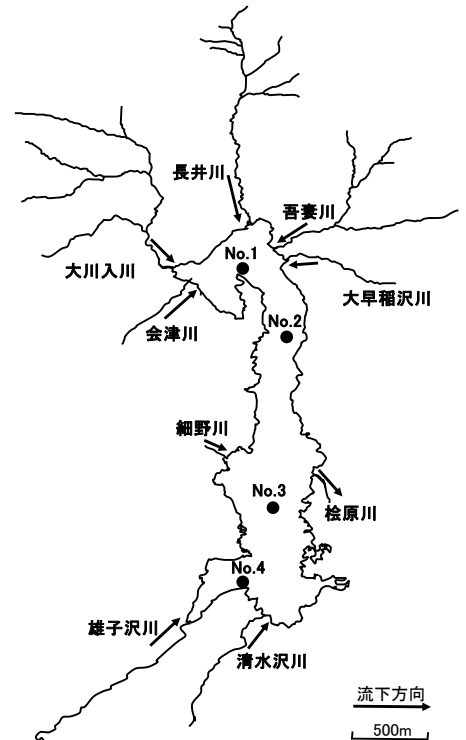 長井川
吾妻川
No.1
大川入川
大早稲沢川
No.2
会津川
細野川
No.3
桧原川
No.4
雄子沢川
清水沢川
流下方向
500m